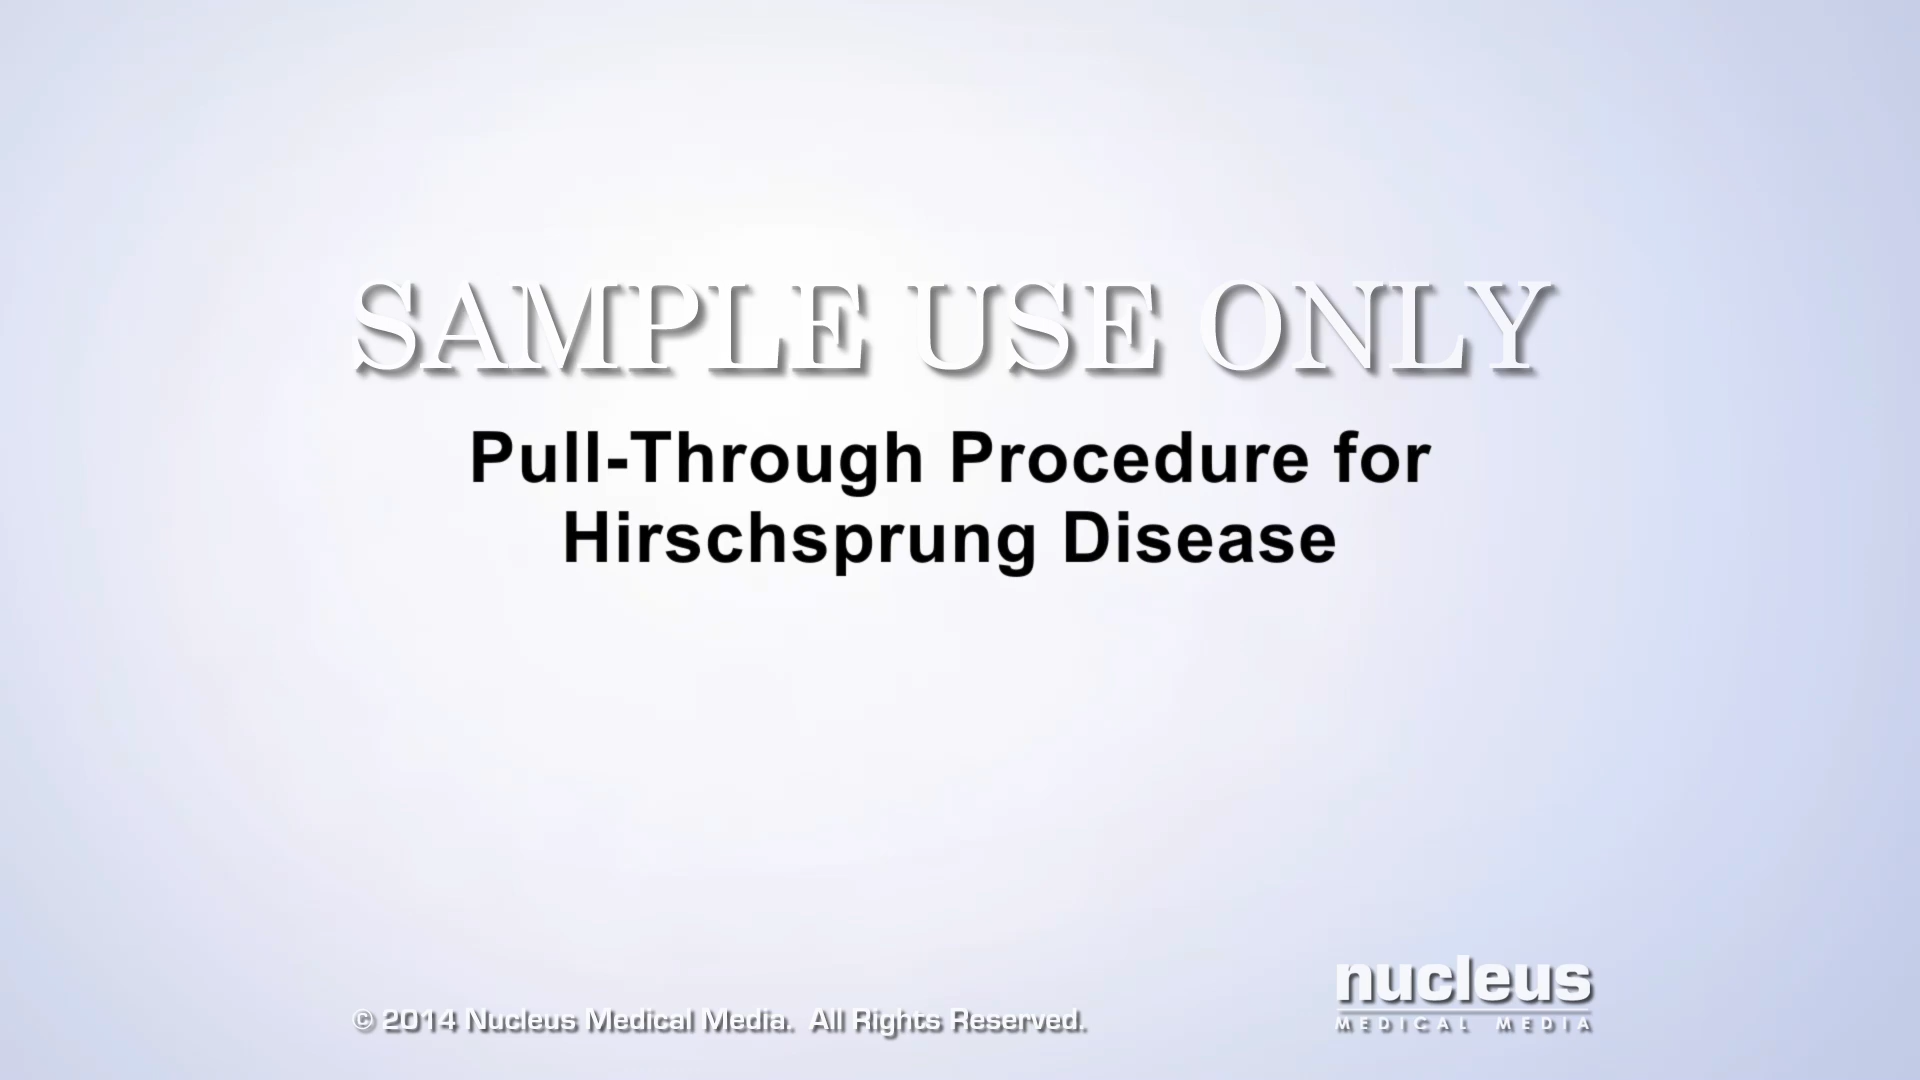 SAMPLE USE ONLY
Pull-Through Procedure for
Hirschsprung Disease
nucleus
MEDICAL MEDIA
© 2014 Nucleus Medical Media. All Rights Reserved.